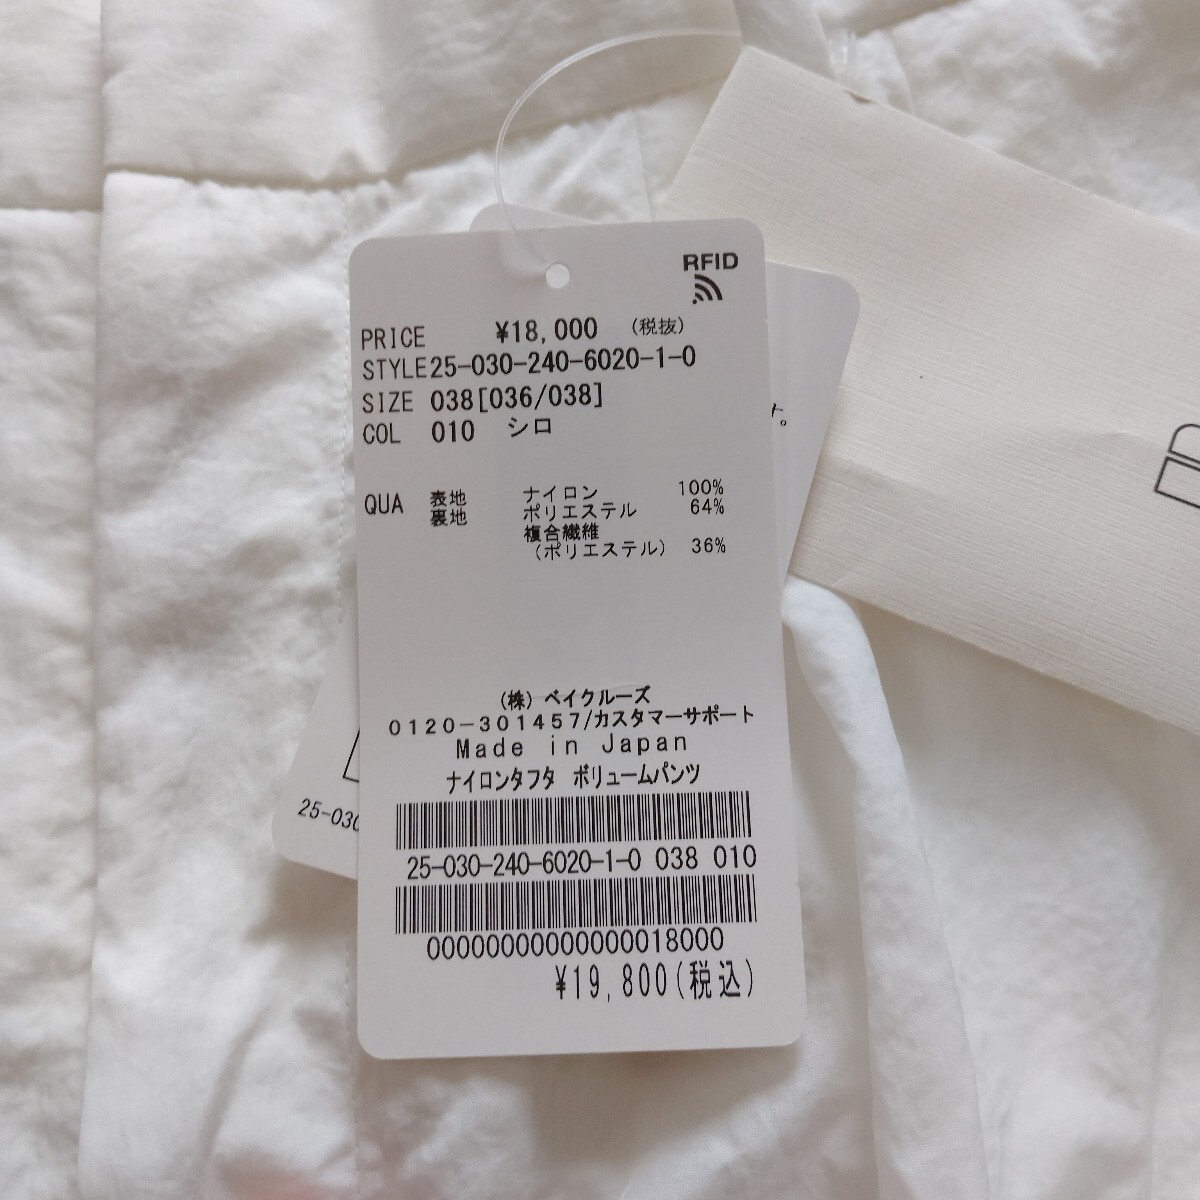 RFID
PRICE ¥18,000 (税抜)
STYLE25-030-240-6020-1-0
SIZE 038[036/038]
COL 010 シロ
QUA 表地 ナイロン 100%
裏地 ポリエステル 64%
複合繊維
(ポリエステル) 36%
(株)ベイクルーズ
0120-301457/カスタマーサポート
Made in Japan
ナイロンタフタ ボリュームパンツ
25-030-240-6020-1-0 038 010
00000000000000018000
¥19,800(税込)
す。
25-030